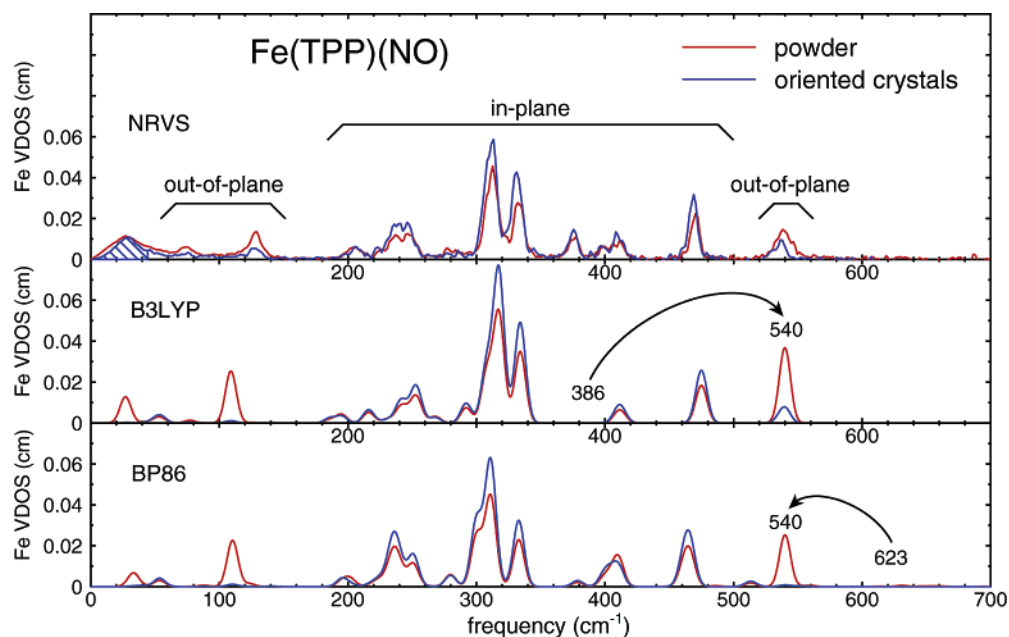 Fe(TPP)(NO)
powder
oriented crystals
NRVS
in-plane
out-of-plane
out-of-plane
Fe VDOS (cm)
0.06
0.04
0.02
0
200
400
600
B3LYP
386
540
Fe VDOS (cm)
0.06
0.04
0.02
0
200
400
600
BP86
540
623
Fe VDOS (cm)
0.06
0.04
0.02
0
0
100
200
300
400
500
600
700
frequency (cm⁻¹)